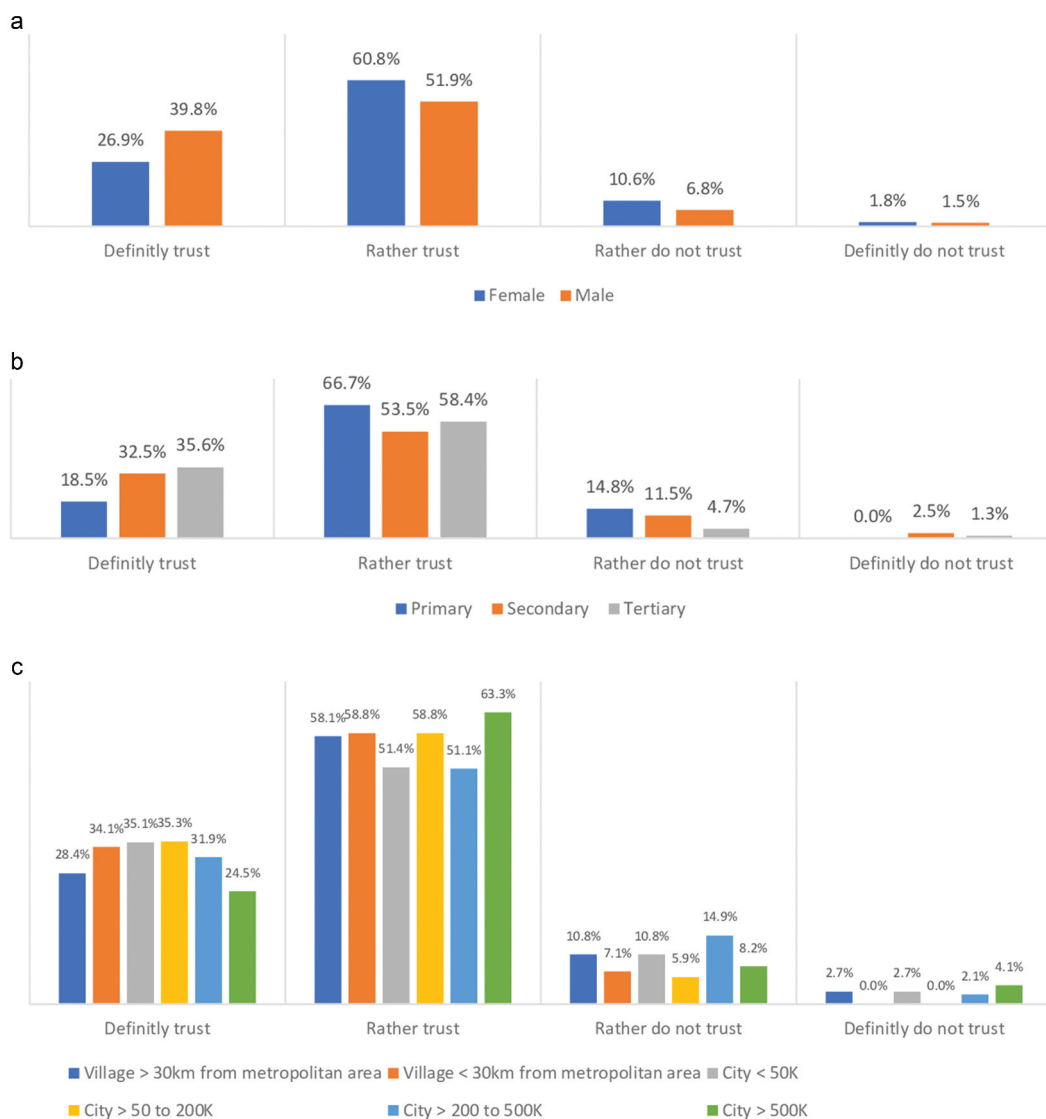 a
60.8%
51.9%
39.8%
26.9%
10.6%
6.8%
1.8%
1.5%
Definitly trust
Rather trust
Rather do not trust
Definitly do not trust
Female Male
b
66.7%
53.5%
58.4%
32.5%
35.6%
18.5%
14.8%
11.5%
4.7%
0.0%
2.5%
1.3%
Definitly trust
Rather trust
Rather do not trust
Definitly do not trust
Primary Secondary Tertiary
c
28.4%
34.1%
35.1%
35.3%
31.9%
24.5%
58.1%
58.8%
51.4%
58.8%
51.1%
63.3%
10.8%
7.1%
10.8%
5.9%
14.9%
8.2%
2.7%
0.0%
2.7%
0.0%
2.1%
4.1%
Definitly trust
Rather trust
Rather do not trust
Definitly do not trust
Village > 30km from metropolitan area Village < 30km from metropolitan area City < 50K
City > 50 to 200K City > 200 to 500K City > 500K